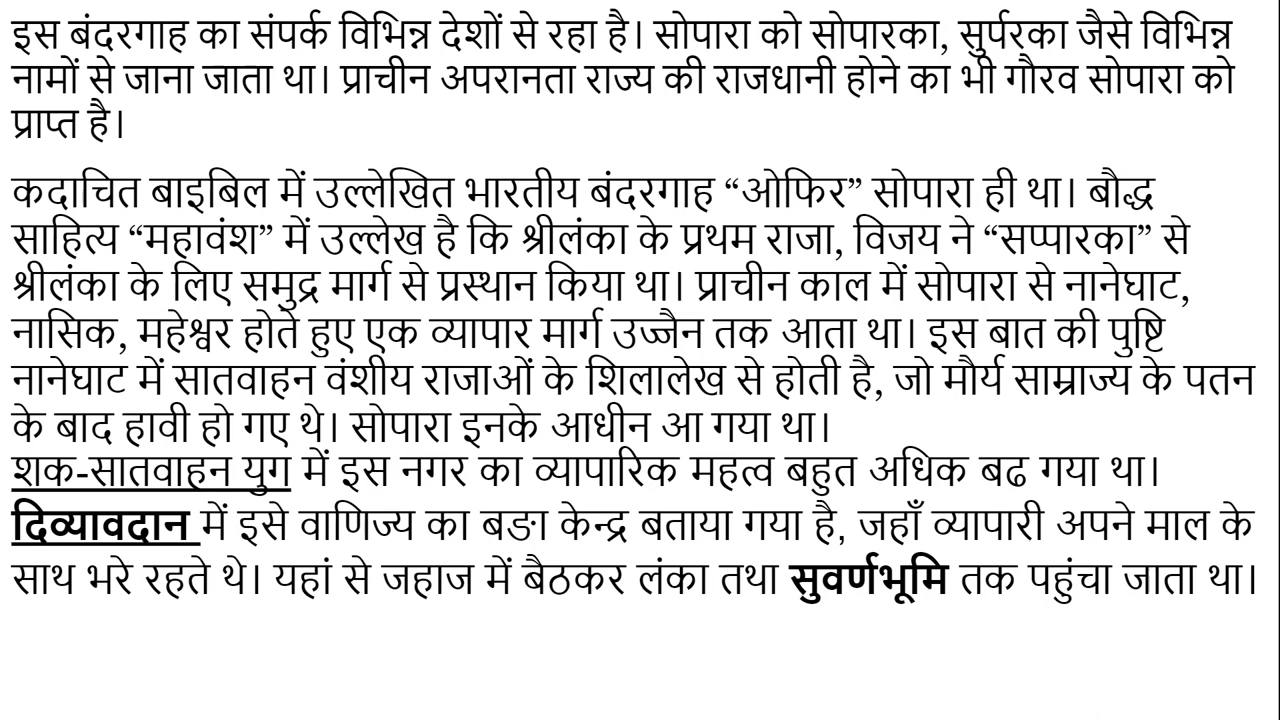 इस बंदरगाह का संपर्क विभिन्न देशों से रहा है। सोपारा को सोपारका, सुर्परका जैसे विभिन्न
नामों से जाना जाता था। प्राचीन अपरानता राज्य की राजधानी होने का भी गौरव सोपारा को
प्राप्त है।
कदाचित बाइबिल में उल्लेखित भारतीय बंदरगाह “ओफिर” सोपारा ही था। बौद्ध
साहित्य “महावंश” में उल्लेख है कि श्रीलंका के प्रथम राजा, विजय ने “सप्पारका” से
श्रीलंका के लिए समुद्र मार्ग से प्रस्थान किया था। प्राचीन काल में सोपारा से नानेघाट,
नासिक, महेश्वर होते हुए एक व्यापार मार्ग उज्जैन तक आता था। इस बात की पुष्टि
नानेघाट में सातवाहन वंशीय राजाओं के शिलालेख से होती है, जो मौर्य साम्राज्य के पतन
के बाद हावी हो गए थे। सोपारा इनके आधीन आ गया था।
शक-सातवाहन युग में इस नगर का व्यापारिक महत्व बहुत अधिक बढ गया था।
दिव्यावदान में इसे वाणिज्य का बङा केन्द्र बताया गया है, जहाँ व्यापारी अपने माल के
साथ भरे रहते थे। यहां से जहाज में बैठकर लंका तथा सुवर्णभूमि तक पहुंचा जाता था।